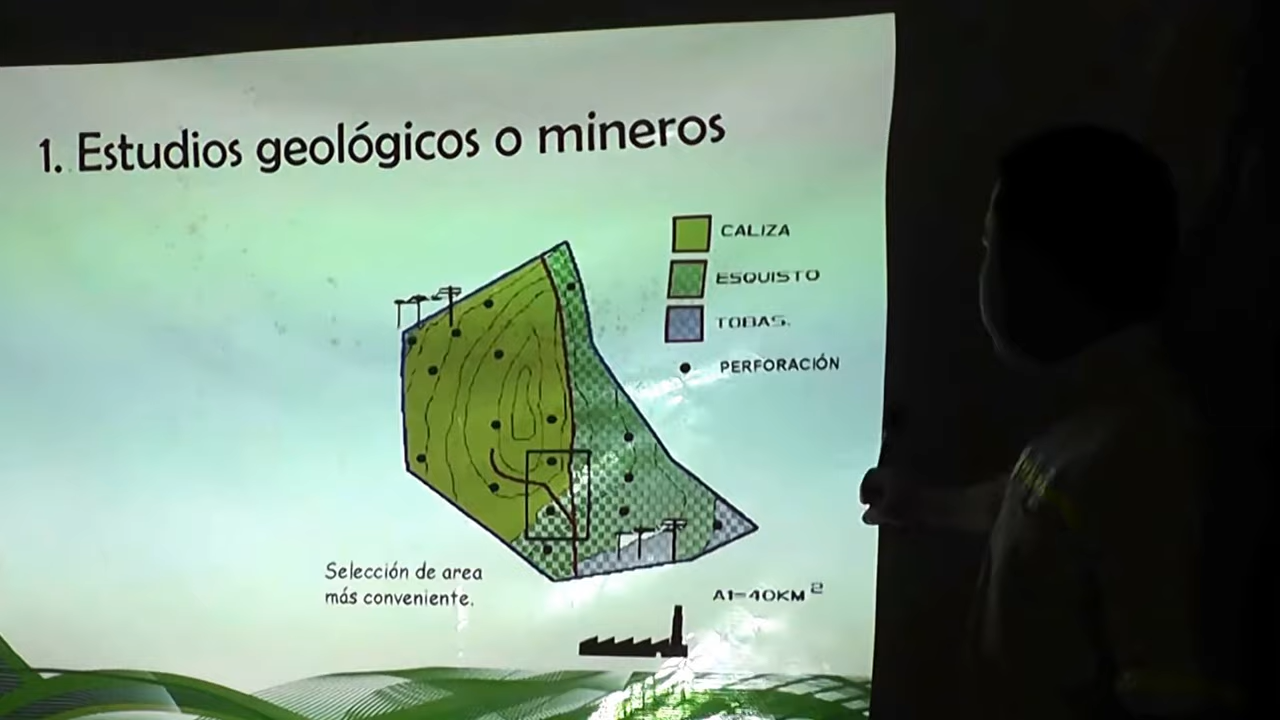 1. Estudios geológicos o mineros
CALIZA
ESQUISTO
TOBAS.
PERFORACIÓN
Selección de area
más conveniente.
A1-40KM²